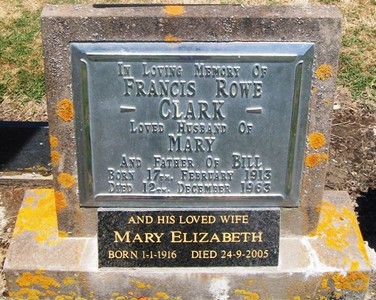 IN LOVING MEMORY OF
FRANCIS ROWE
CLARK
LOVED HUSBAND OF
MARY
AND FATHER OF BILL
BORN 17TH. FEBRUARY 1913
DIED 12TH. DECEMBER 1963
AND HIS LOVED WIFE
MARY ELIZABETH
BORN 1-1-1916 DIED 24-9-2005